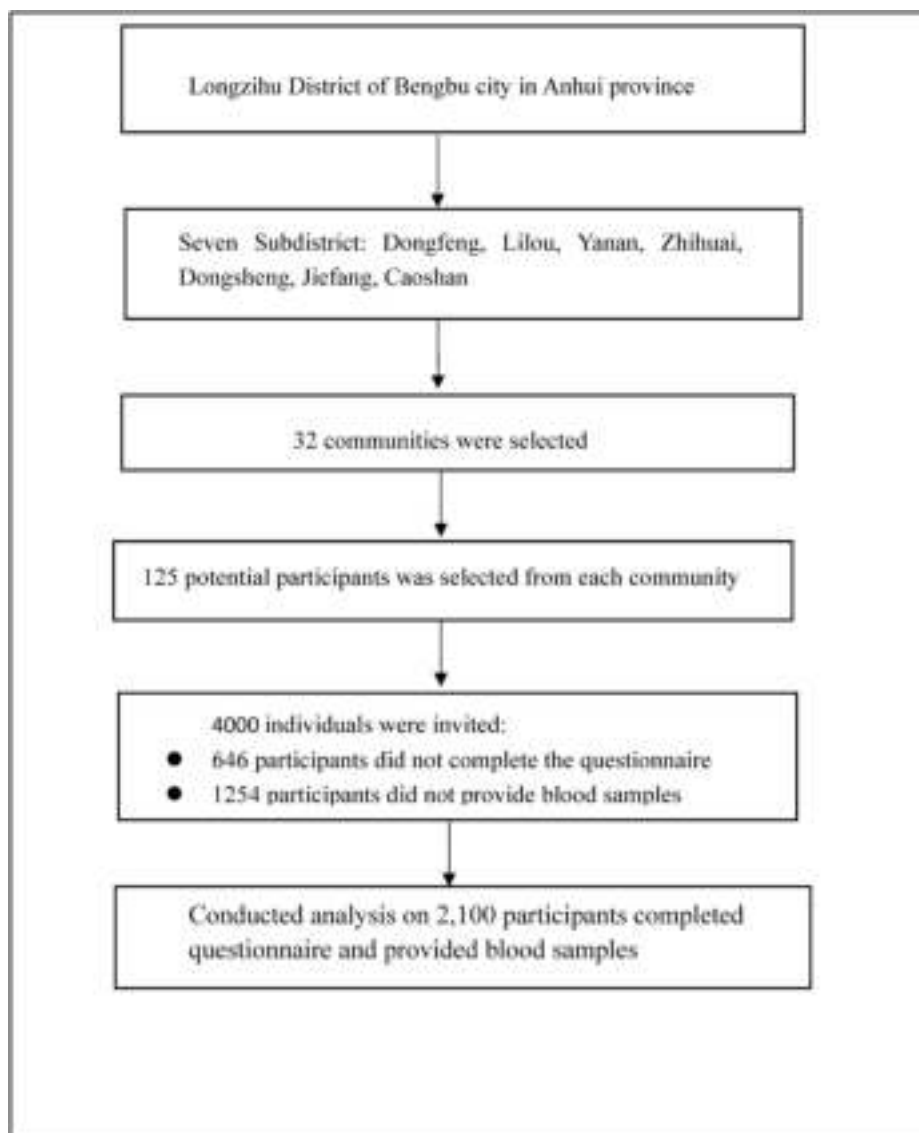 Longzihu District of Bengbu city in Anhui province
Seven Subdistrict: Dongfeng, Lilou, Yanan, Zhihuai,
Dongsheng, Jiefang, Caoshan
32 communities were selected
125 potential participants was selected from each community
4000 individuals were invited:
● 646 participants did not complete the questionnaire
● 1254 participants did not provide blood samples
Conducted analysis on 2,100 participants completed
questionnaire and provided blood samples